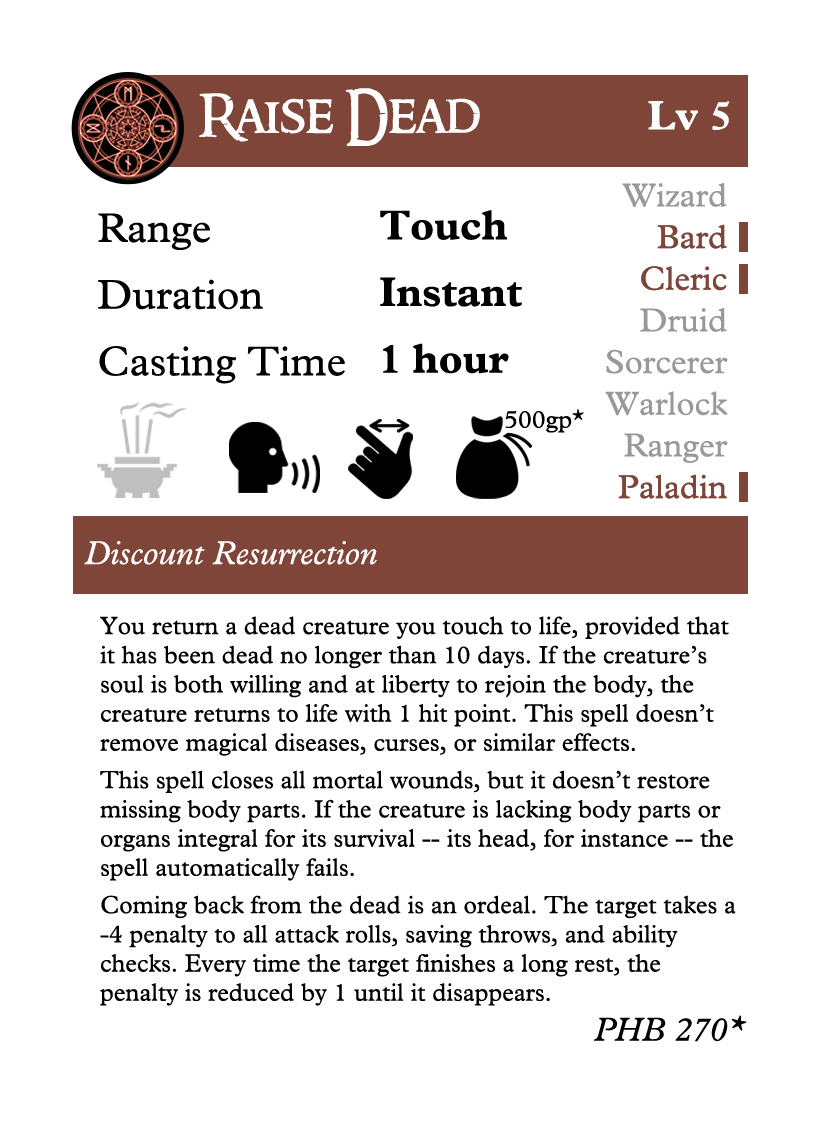 RAISE DEAD
Lv 5
Range Touch
Duration Instant
Casting Time 1 hour
500gp*
Wizard
Bard
Cleric
Druid
Sorcerer
Warlock
Ranger
Paladin
Discount Resurrection
You return a dead creature you touch to life, provided that
it has been dead no longer than 10 days. If the creature’s
soul is both willing and at liberty to rejoin the body, the
creature returns to life with 1 hit point. This spell doesn’t
remove magical diseases, curses, or similar effects.
This spell closes all mortal wounds, but it doesn’t restore
missing body parts. If the creature is lacking body parts or
organs integral for its survival -- its head, for instance -- the
spell automatically fails.
Coming back from the dead is an ordeal. The target takes a
-4 penalty to all attack rolls, saving throws, and ability
checks. Every time the target finishes a long rest, the
penalty is reduced by 1 until it disappears.
PHB 270*